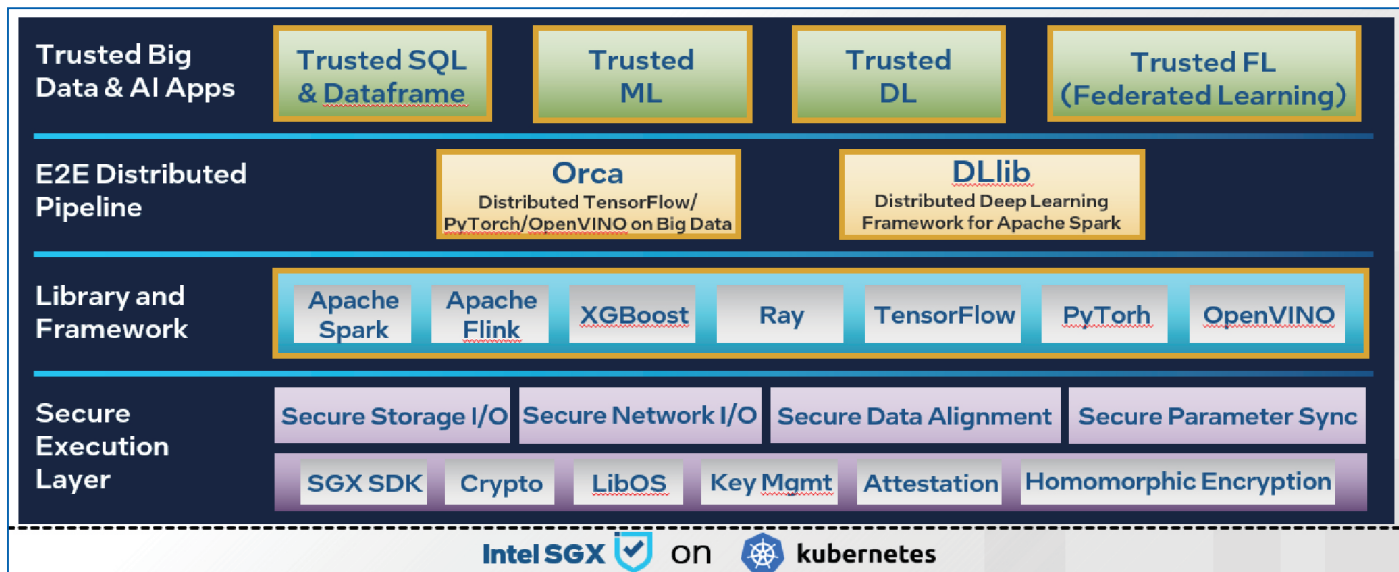 Trusted Big
Data & AI Apps
Trusted SQL
& Dataframe
Trusted
ML
Trusted
DL
Trusted FL
(Federated Learning)
E2E Distributed
Pipeline
Orca
Distributed TensorFlow/
PyTorch/OpenVINO on Big Data
DLlib
Distributed Deep Learning
Framework for Apache Spark
Library and
Framework
Apache
Spark
Apache
Flink
XGBoost
Ray
TensorFlow
PyTorh
OpenVINO
Secure
Execution
Layer
Secure Storage I/O
Secure Network I/O
Secure Data Alignment
Secure Parameter Sync
SGX SDK
Crypto
LibOS
Key Mgmt
Attestation
Homomorphic Encryption
Intel SGX on kubernetes